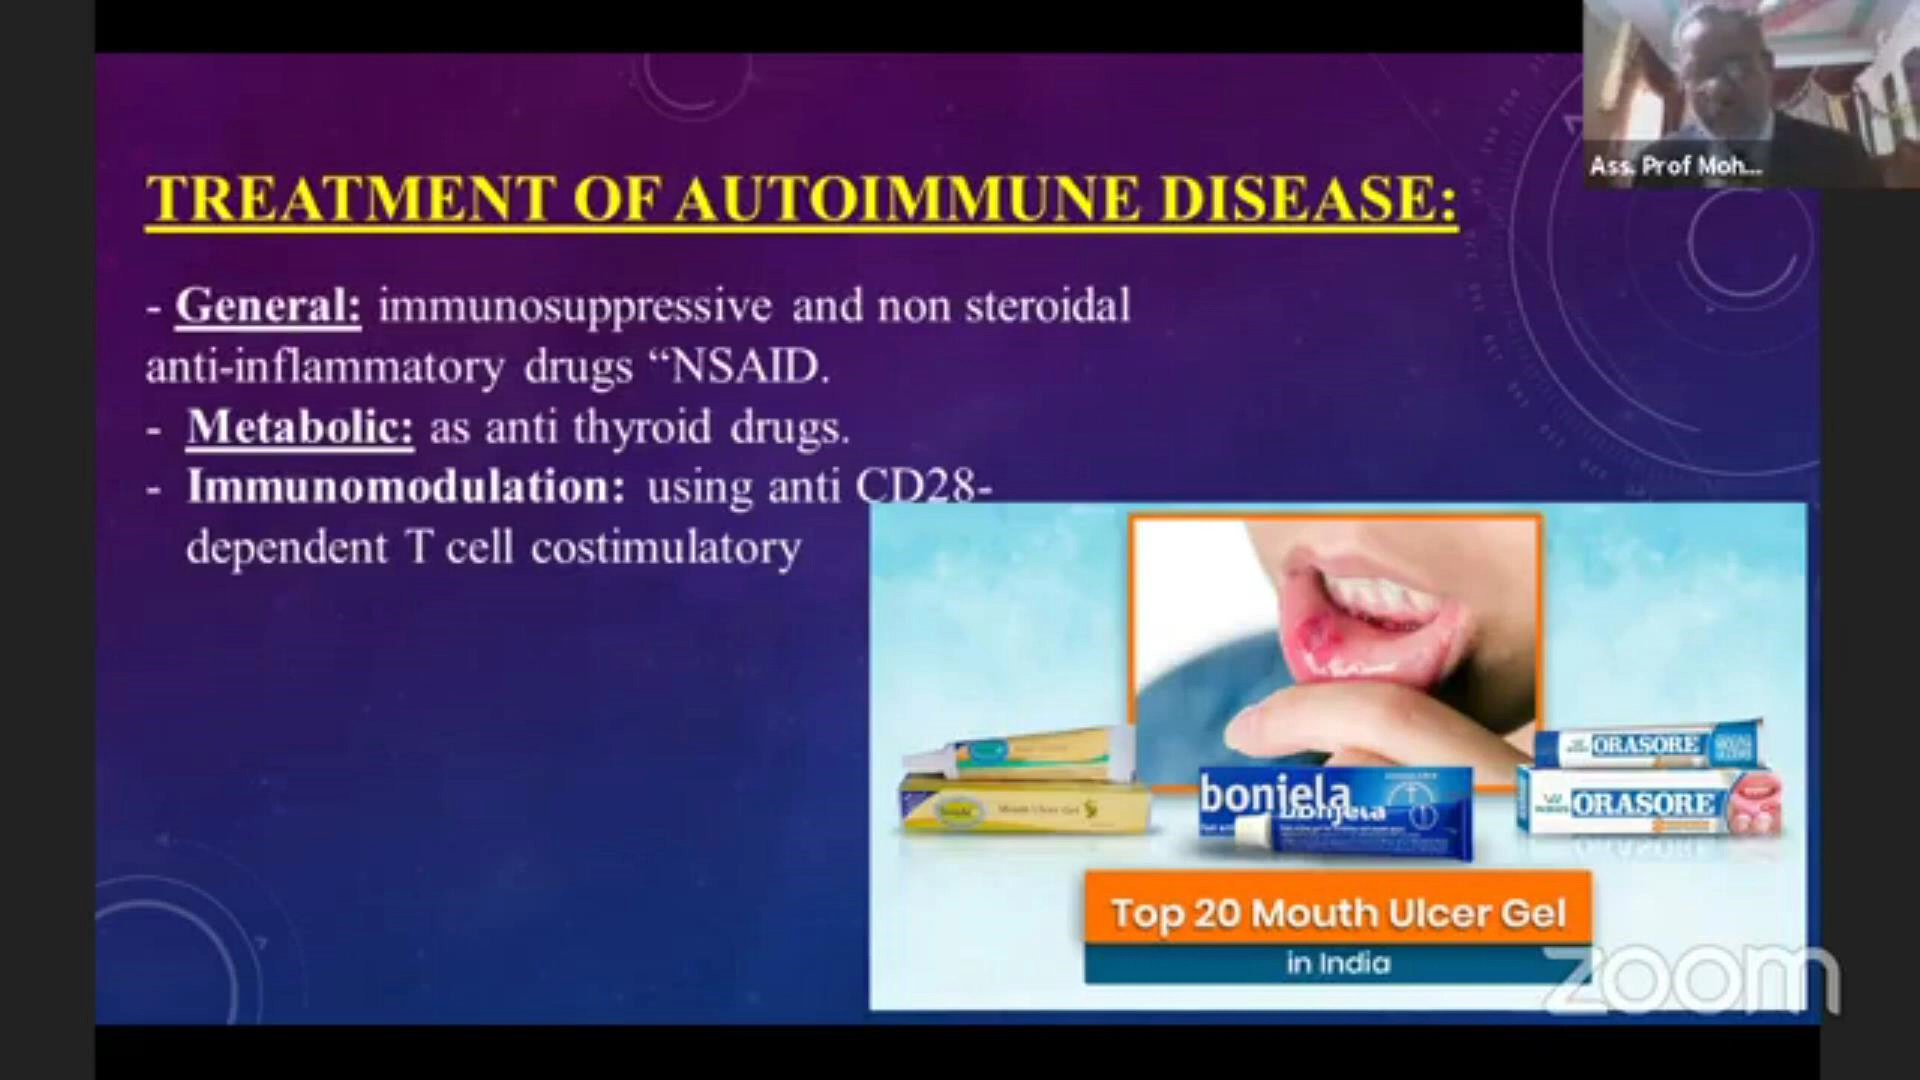 Ass. Prof Moh...
TREATMENT OF AUTOIMMUNE DISEASE:
- General: immunosuppressive and non steroidal
anti-inflammatory drugs “NSAID.
- Metabolic: as anti thyroid drugs.
- Immunomodulation: using anti CD28-
dependent T cell costimulatory
ORASORE
Mouth Ulcer Gel
bonjela
bonjela
ORASORE
Top 20 Mouth Ulcer Gel
in India
zoom